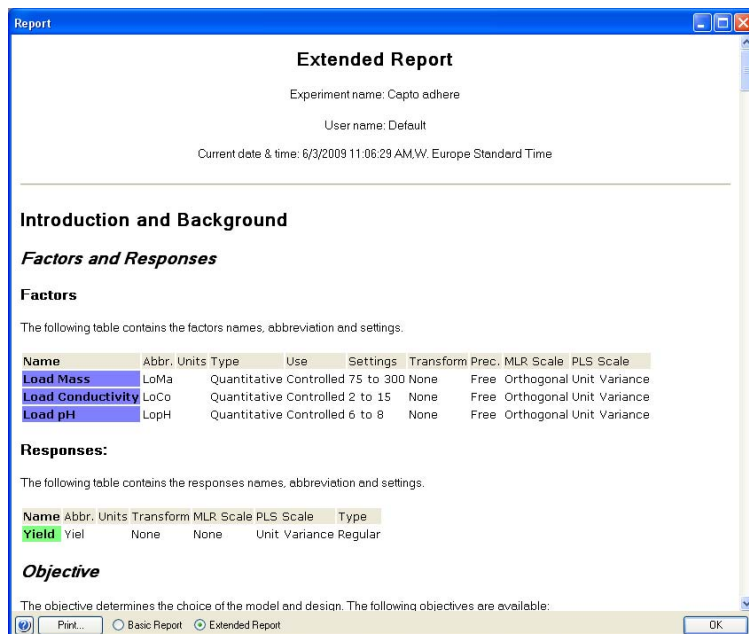 Report
Extended Report
Experiment name: Capto adhere
User name: Default
Current date & time: 6/3/2009 11:06:29 AM,W. Europe Standard Time
Introduction and Background
Factors and Responses
Factors
The following table contains the factors names, abbreviation and settings.
Name Abbr. Units Type Use Settings Transform Prec. MLR Scale PLS Scale
Load Mass LoMa Quantitative Controlled 75 to 300 None Free Orthogonal Unit Variance
Load Conductivity LoCo Quantitative Controlled 2 to 15 None Free Orthogonal Unit Variance
Load pH LopH Quantitative Controlled 6 to 8 None Free Orthogonal Unit Variance
Responses:
The following table contains the responses names, abbreviation and settings.
Name Abbr. Units Transform MLR Scale PLS Scale Type
Yield Yiel None None Unit Variance Regular
Objective
The objective determines the choice of the model and design. The following objectives are available:
Print... Basic Report Extended Report OK